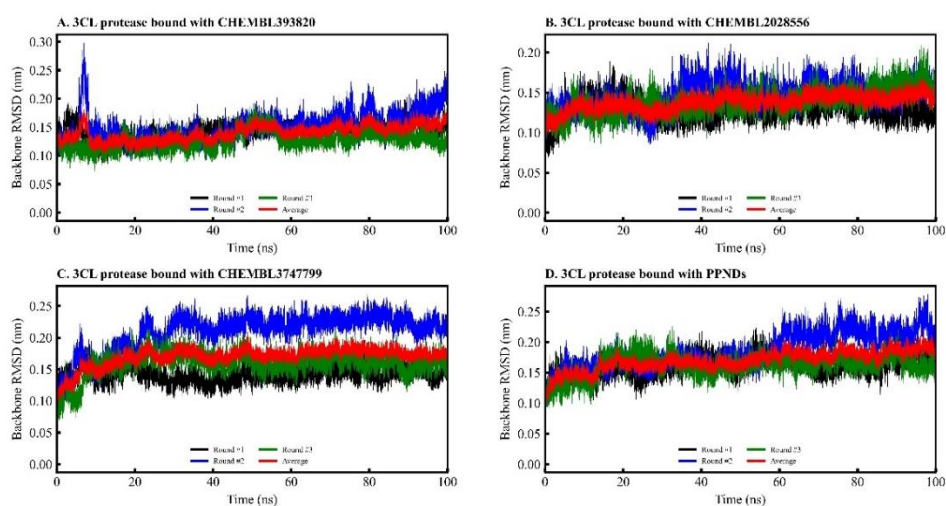 A. 3CL protease bound with CHEMBL393820
Backbone RMSD (nm)
0.30
0.25
0.20
0.15
0.10
0.05
0.00
Round #1
Round #3
Round #2
Average
0
20
40
60
80
100
Time (ns)
B. 3CL protease bound with CHEMBL2028556
Backbone RMSD (nm)
0.20
0.15
0.10
0.05
0.00
Round #1
Round #3
Round #2
Average
0
20
40
60
80
100
Time (ns)
C. 3CL protease bound with CHEMBL3747799
Backbone RMSD (nm)
0.25
0.20
0.15
0.10
0.05
0.00
Round #1
Round #3
Round #2
Average
0
20
40
60
80
100
Time (ns)
D. 3CL protease bound with PPNDs
Backbone RMSD (nm)
0.25
0.20
0.15
0.10
0.05
0.00
Round #1
Round #3
Round #2
Average
0
20
40
60
80
100
Time (ns)